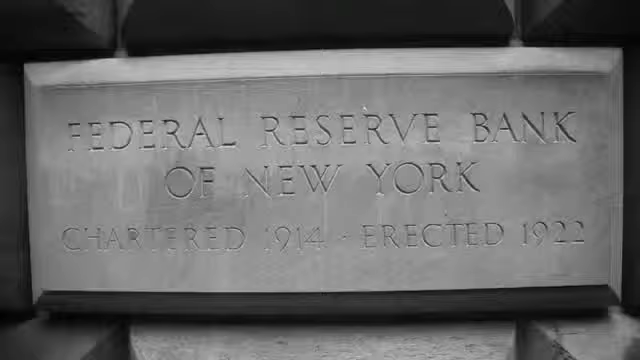 FEDERAL RESERVE BANK
OF NEW YORK
CHARTERED 1914 · ERECTED 1922